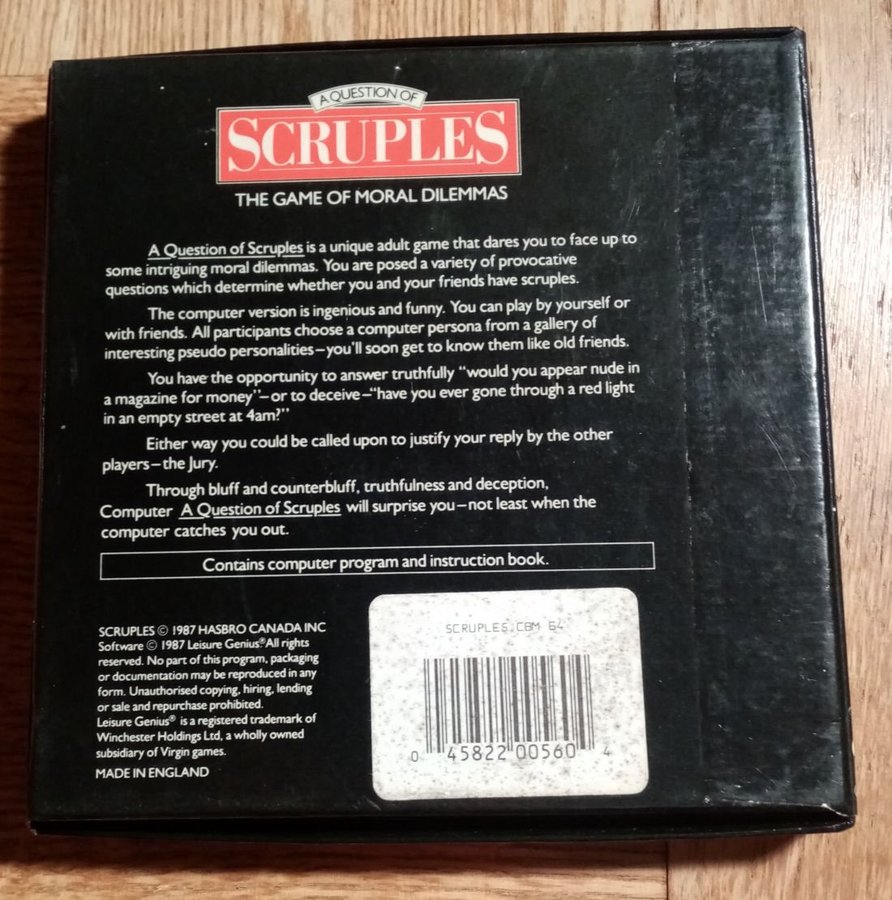 A QUESTION OF
SCRUPLES
THE GAME OF MORAL DILEMMAS
A Question of Scruples is a unique adult game that dares you to face up to
some intriguing moral dilemmas. You are posed a variety of provocative
questions which determine whether you and your friends have scruples.
The computer version is ingenious and funny. You can play by yourself or
with friends. All participants choose a computer persona from a gallery of
interesting pseudo personalities–you'll soon get to know them like old friends.
You have the opportunity to answer truthfully "would you appear nude in
a magazine for money"–or to deceive–"have you ever gone through a red light
in an empty street at 4am?"
Either way you could be called upon to justify your reply by the other
players–the Jury.
Through bluff and counterbluff, truthfulness and deception,
Computer A Question of Scruples will surprise you–not least when the
computer catches you out.
Contains computer program and instruction book.
SCRUPLES © 1987 HASBRO CANADA INC
Software © 1987 Leisure Genius® All rights
reserved. No part of this program, packaging
or documentation may be reproduced in any
form. Unauthorised copying, hiring, lending
or sale and repurchase prohibited.
Leisure Genius® is a registered trademark of
Winchester Holdings Ltd, a wholly owned
subsidiary of Virgin games.
MADE IN ENGLAND
SCRUPLES CBM 64
0 45822 00560 4